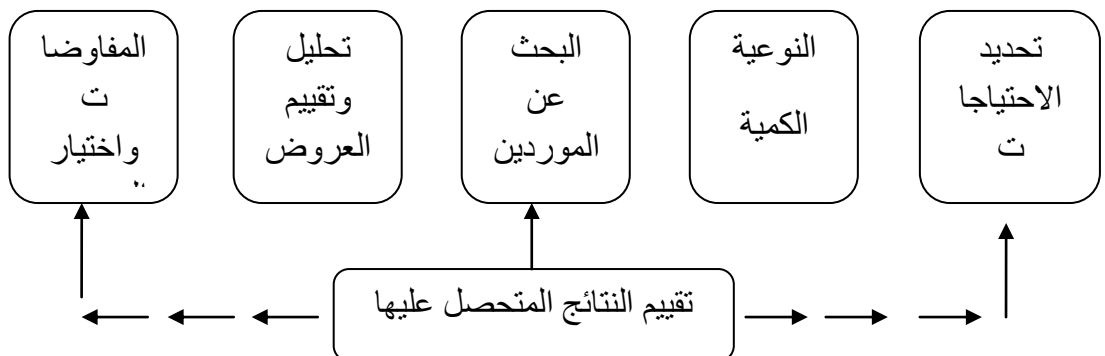 تحديد
الاحتياجا
ت
النوعية
الكمية
البحث
عن
الموردين
تحليل
وتقييم
العروض
المفاوضا
ت
واختيار
تقييم النتائج المتحصل عليها